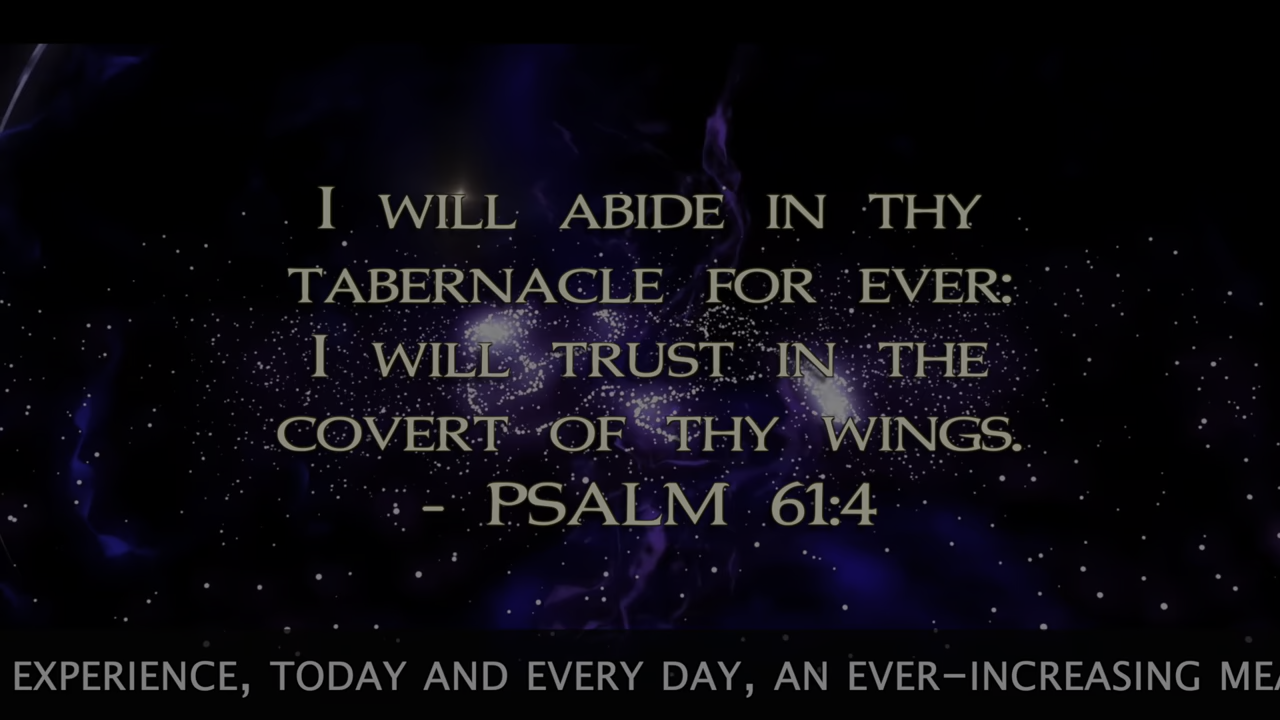 I WILL ABIDE IN THY
TABERNACLE FOR EVER:
I WILL TRUST IN THE
COVERT OF THY WINGS.
- PSALM 61:4
EXPERIENCE, TODAY AND EVERY DAY, AN EVER-INCREASING